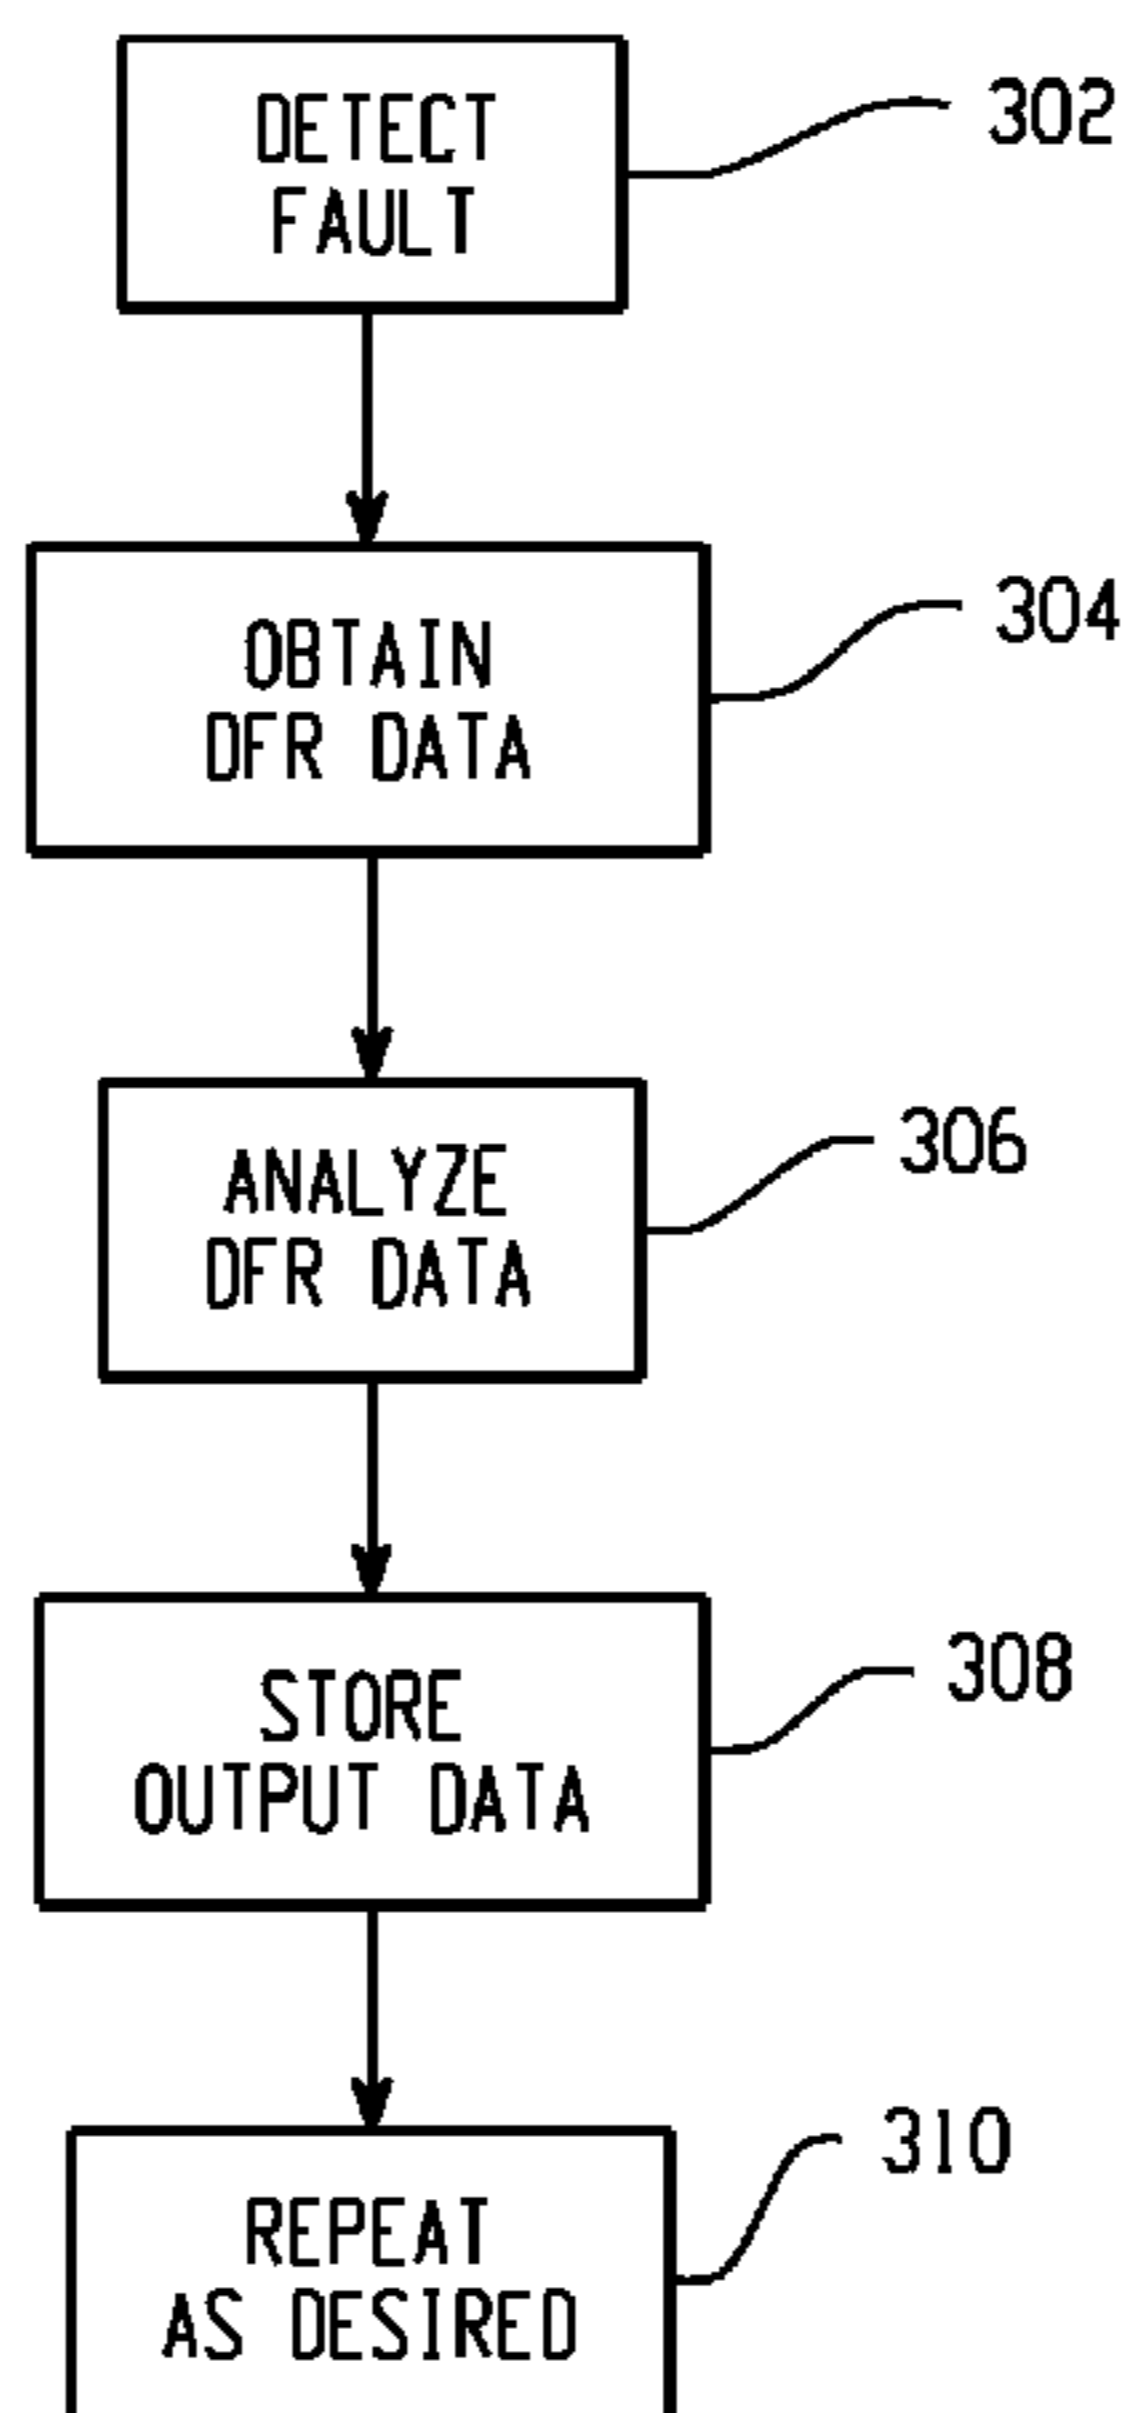 DETECT
FAULT
302
OBTAIN
DFR DATA
304
ANALYZE
DFR DATA
306
STORE
OUTPUT DATA
308
REPEAT
AS DESIRED
310